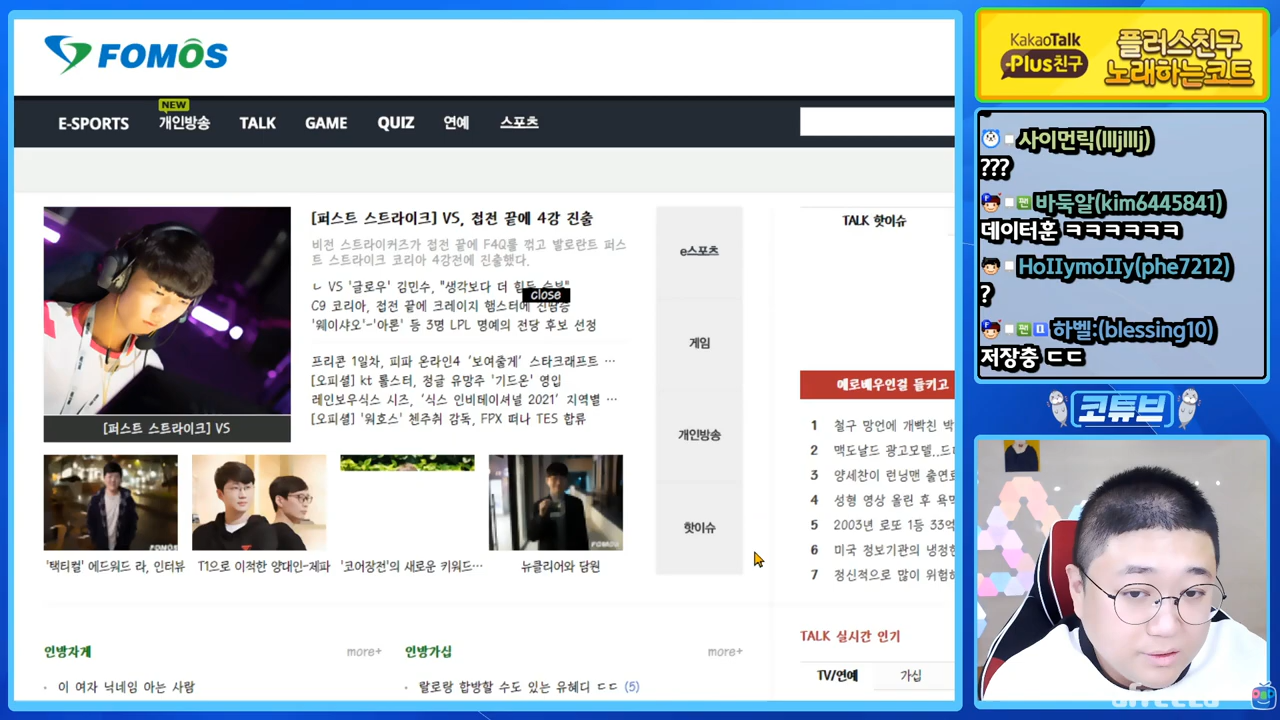 FOMOS
NEW
E-SPORTS 개인방송 TALK GAME QUIZ 연예 스포츠
[퍼스트 스트라이크] VS
[퍼스트 스트라이크] VS, 접전 끝에 4강 진출
비전 스트라이커즈가 접전 끝에 F4Q를 꺾고 발로란트 퍼스
트 스트라이크 코리아 4강전에 진출했다.
ㄴ VS '글로우' 김민수, "생각보다 더 힘든
close
C9 코리아, 접전 끝에 크레이지 햄스터에 진땀승
'웨이샤오'-'아론' 등 3명 LPL 명예의 전당 후보 선정
프리콘 1일차, 피파 온라인4 '보여줄게' 스타크래프트 …
[오피셜] kt 롤스터, 정글 유망주 '기드온' 영입
레인보우식스 시즈, '식스 인비테이셔널 2021' 지역별 …
[오피셜] '워호스' 첸쥐취 감독, FPX 떠나 TES 합류
FOMOS
FOMOS
'택티컬' 에드워드 라, 인터뷰
T1으로 이적한 양대인-제파
'코어장전'의 새로운 키워드…
뉴클리어와 담원
e스포츠
게임
개인방송
핫이슈
TALK 핫이슈
에로배우인걸 들키고
1 철구 망언에 개빡친 박
2 맥도날드 광고모델..드디
3 양세찬이 런닝맨 출연료
4 성형 영상 올린 후 욕먹
5 2003년 로또 1등 33억
6 미국 정보기관의 냉정한
7 정신적으로 많이 위험해
TALK 실시간 인기
TV/연예 가십
인방자게 more+
· 이 여자 닉네임 아는 사람
인방가십 more+
· 랄로랑 합방할 수도 있는 유혜디 ㄷㄷ (5)
KakaoTalk
Plus친구
플러스친구
노래하는코트
사이먼릭(llljlllj)
???
팬 바둑알(kim6445841)
데이터훈 ㅋㅋㅋㅋㅋㅋ
HoIIymoIIy(phe7212)
?
팬 하벨:(blessing10)
저장충 ㄷㄷ
코튜브